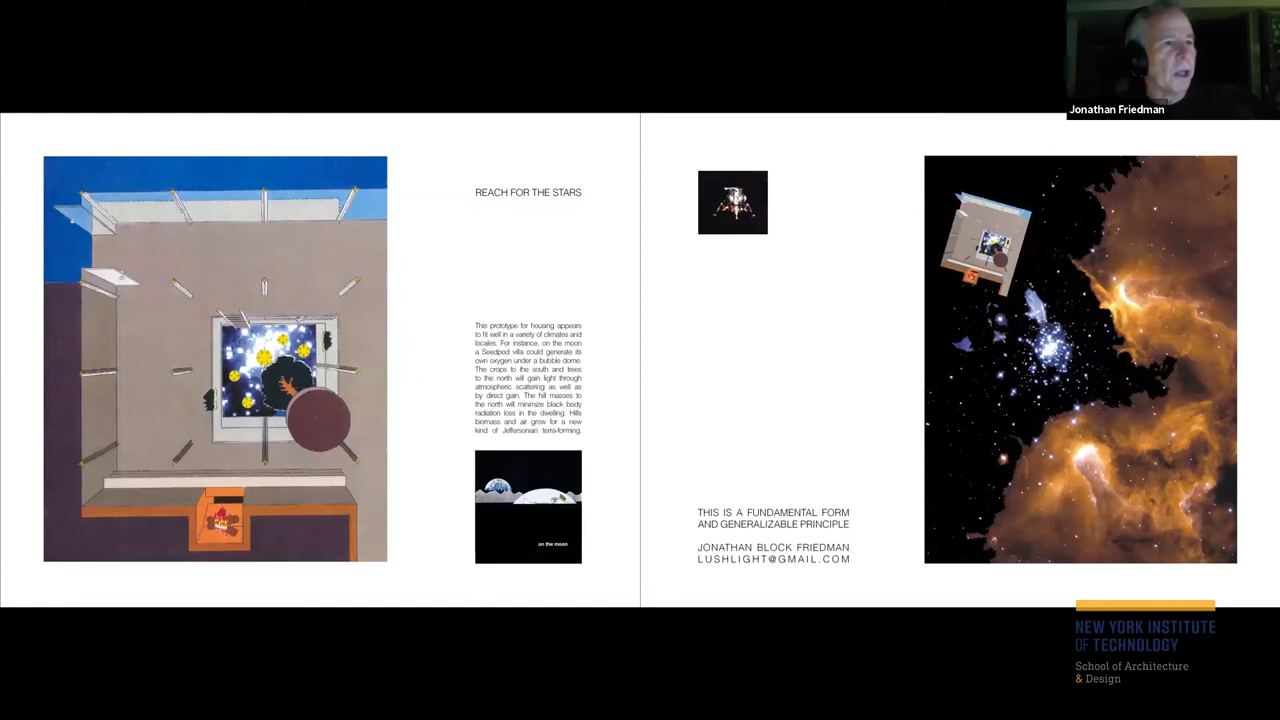 Jonathan Friedman
REACH FOR THE STARS
This prototype for housing appears
to fit well in a variety of climates and
locales. For instance, on the moon
a Seedpod villa could generate its
own oxygen under a bubble dome.
The crops to the south and trees
to the north will gain light through
atmospheric scattering as well as
by direct gain. The hill masses to
the north will minimize black body
radiation loss in the dwelling. Hills
biomass and air grow for a new
kind of Jeffersonian terra-forming.
on the moon
THIS IS A FUNDAMENTAL FORM
AND GENERALIZABLE PRINCIPLE
JONATHAN BLOCK FRIEDMAN
LUSHLIGHT@GMAIL.COM
NEW YORK INSTITUTE
OF TECHNOLOGY
School of Architecture
& Design